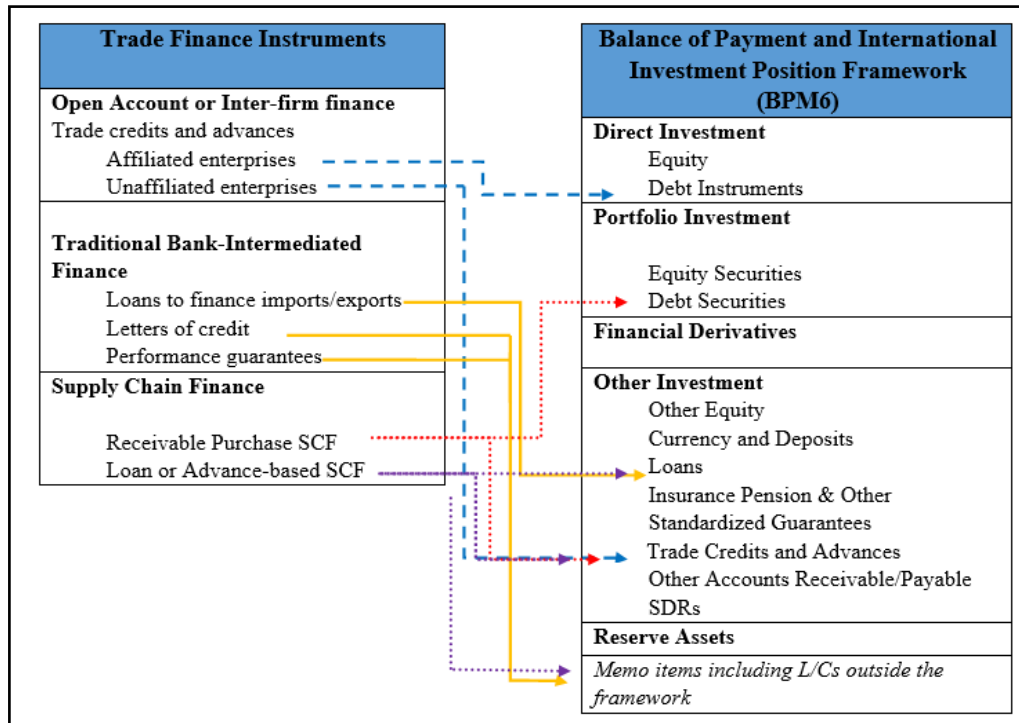 Trade Finance Instruments
Open Account or Inter-firm finance
Trade credits and advances
Affiliated enterprises
Unaffiliated enterprises
Traditional Bank-Intermediated
Finance
Loans to finance imports/exports
Letters of credit
Performance guarantees
Supply Chain Finance
Receivable Purchase SCF
Loan or Advance-based SCF
Balance of Payment and International
Investment Position Framework
(BPM6)
Direct Investment
Equity
Debt Instruments
Portfolio Investment
Equity Securities
Debt Securities
Financial Derivatives
Other Investment
Other Equity
Currency and Deposits
Loans
Insurance Pension & Other
Standardized Guarantees
Trade Credits and Advances
Other Accounts Receivable/Payable
SDRs
Reserve Assets
Memo items including L/Cs outside the
framework